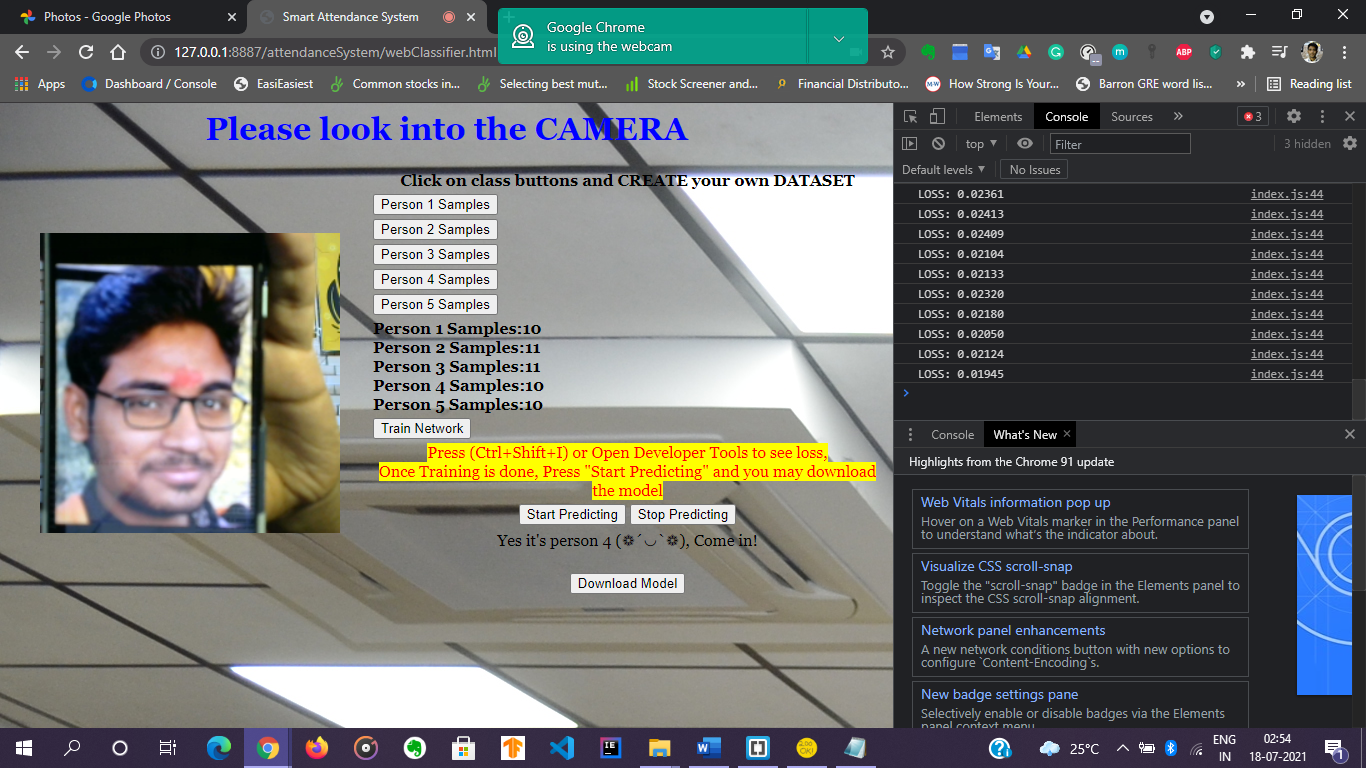 Photos - Google Photos
Smart Attendance System
Google Chrome
is using the webcam
127.0.0.1:8887/attendanceSystem/webClassifier.html
ABP
Apps
Dashboard / Console
EasiEasiest
Common stocks in...
Selecting best mut...
Stock Screener and...
Financial Distributo...
How Strong Is Your...
Barron GRE word lis...
»
Reading list
Please look into the CAMERA
Click on class buttons and CREATE your own DATASET
Person 1 Samples
Person 2 Samples
Person 3 Samples
Person 4 Samples
Person 5 Samples
Person 1 Samples:10
Person 2 Samples:11
Person 3 Samples:11
Person 4 Samples:10
Person 5 Samples:10
Train Network
Press (Ctrl+Shift+I) or Open Developer Tools to see loss,
Once Training is done, Press "Start Predicting" and you may download
the model
Start Predicting
Stop Predicting
Yes it's person 4 (❁´◡`❁), Come in!
Download Model
Elements
Console
Sources
»
3
top
Filter
3 hidden
Default levels
No Issues
LOSS: 0.02361 index.js:44
LOSS: 0.02413 index.js:44
LOSS: 0.02409 index.js:44
LOSS: 0.02104 index.js:44
LOSS: 0.02133 index.js:44
LOSS: 0.02320 index.js:44
LOSS: 0.02180 index.js:44
LOSS: 0.02050 index.js:44
LOSS: 0.02124 index.js:44
LOSS: 0.01945 index.js:44
Console
What's New
Highlights from the Chrome 91 update
Web Vitals information pop up
Hover on a Web Vitals marker in the Performance panel
to understand what's the indicator about.
Visualize CSS scroll-snap
Toggle the "scroll-snap" badge in the Elements panel to
inspect the CSS scroll-snap alignment.
Network panel enhancements
A new network conditions button with new options to
configure `Content-Encoding`s.
New badge settings pane
Selectively enable or disable badges via the Elements
panel context menu
25°C
ENG
IN
02:54
18-07-2021
1